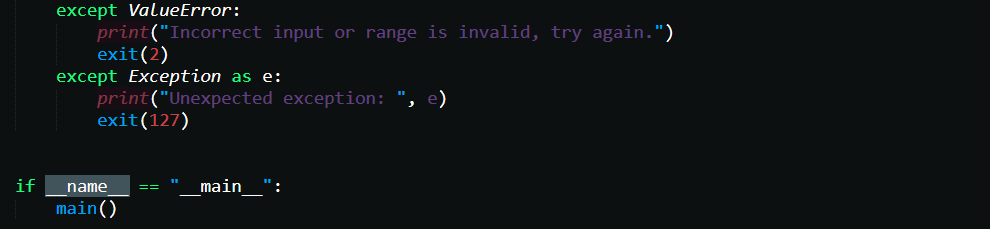 except ValueError:
print("Incorrect input or range is invalid, try again.")
exit(2)
except Exception as e:
print("Unexpected exception: ", e)
exit(127)
if __name__ == "__main__":
main()